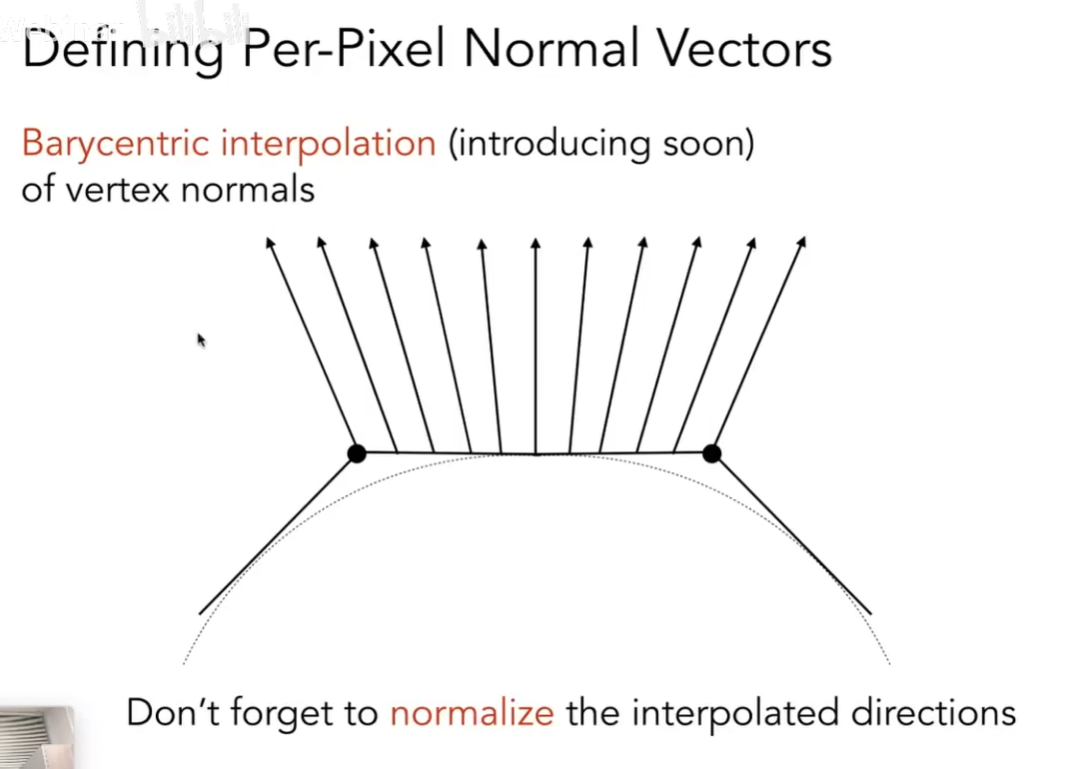 Defining Per-Pixel Normal Vectors
Barycentric interpolation (introducing soon)
of vertex normals
Don't forget to normalize the interpolated directions